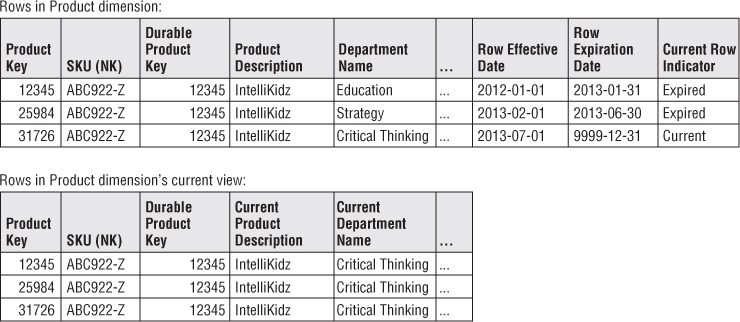 Rows in Product dimension:
Product Key | SKU (NK) | Durable Product Key | Product Description | Department Name | ... | Row Effective Date | Row Expiration Date | Current Row Indicator
12345 | ABC922-Z | 12345 | IntelliKidz | Education | ... | 2012-01-01 | 2013-01-31 | Expired
25984 | ABC922-Z | 12345 | IntelliKidz | Strategy | ... | 2013-02-01 | 2013-06-30 | Expired
31726 | ABC922-Z | 12345 | IntelliKidz | Critical Thinking | ... | 2013-07-01 | 9999-12-31 | Current
Rows in Product dimension's current view:
Product Key | SKU (NK) | Durable Product Key | Current Product Description | Current Department Name | ...
12345 | ABC922-Z | 12345 | IntelliKidz | Critical Thinking | ...
25984 | ABC922-Z | 12345 | IntelliKidz | Critical Thinking | ...
31726 | ABC922-Z | 12345 | IntelliKidz | Critical Thinking | ...